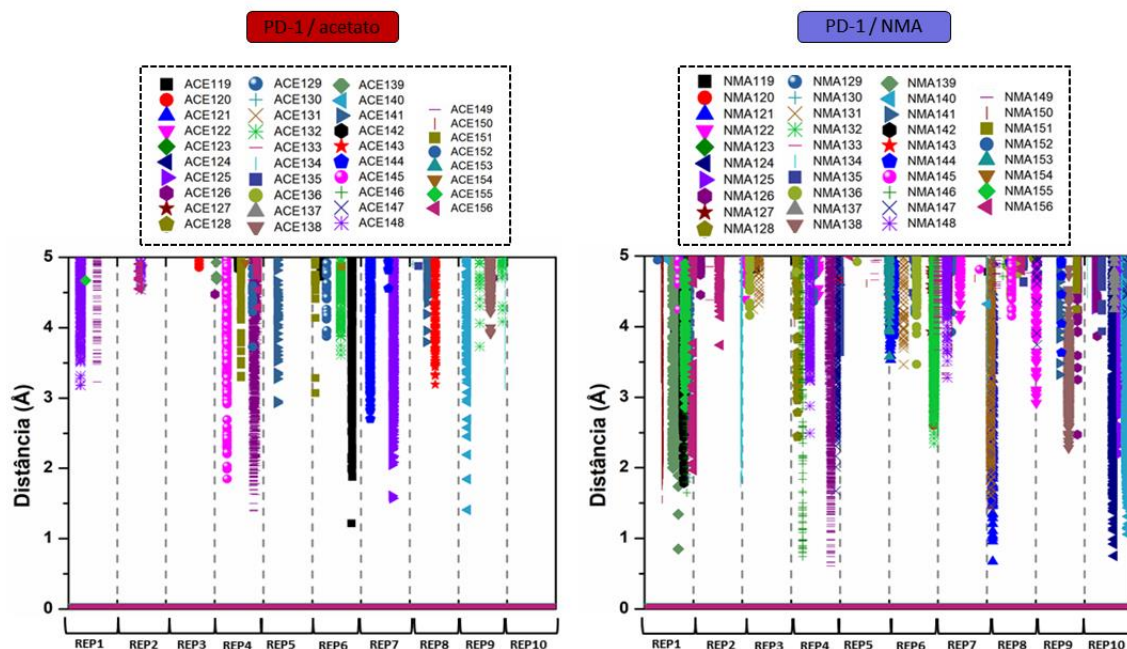 PD-1 / acetato
ACE119
ACE120
ACE121
ACE122
ACE123
ACE124
ACE125
ACE126
ACE127
ACE128
ACE129
ACE130
ACE131
ACE132
ACE133
ACE134
ACE135
ACE136
ACE137
ACE138
ACE139
ACE140
ACE141
ACE142
ACE143
ACE144
ACE145
ACE146
ACE147
ACE148
ACE149
ACE150
ACE151
ACE152
ACE153
ACE154
ACE155
ACE156
Distância (Å)
5
4
3
2
1
0
REP1 REP2 REP3 REP4 REP5 REP6 REP7 REP8 REP9 REP10
PD-1 / NMA
NMA119
NMA120
NMA121
NMA122
NMA123
NMA124
NMA125
NMA126
NMA127
NMA128
NMA129
NMA130
NMA131
NMA132
NMA133
NMA134
NMA135
NMA136
NMA137
NMA138
NMA139
NMA140
NMA141
NMA142
NMA143
NMA144
NMA145
NMA146
NMA147
NMA148
NMA149
NMA150
NMA151
NMA152
NMA153
NMA154
NMA155
NMA156
Distância (Å)
5
4
3
2
1
0
REP1 REP2 REP3 REP4 REP5 REP6 REP7 REP8 REP9 REP10